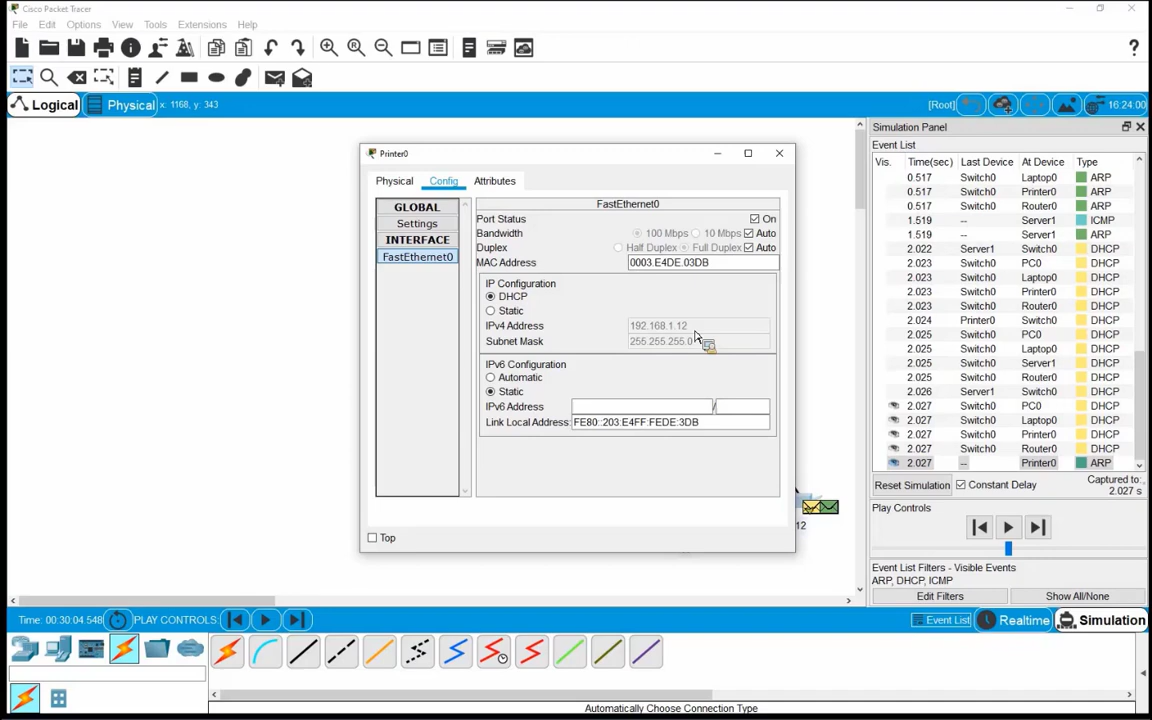 Cisco Packet Tracer
File Edit Options View Tools Extensions Help
?
Logical Physical x: 1168, y: 343 [Root] 16:24:00
Printer0
Physical Config Attributes
GLOBAL
Settings
INTERFACE
FastEthernet0
FastEthernet0
Port Status On
Bandwidth 100 Mbps 10 Mbps Auto
Duplex Half Duplex Full Duplex Auto
MAC Address 0003.E4DE.03DB
IP Configuration
DHCP
Static
IPv4 Address 192.168.1.12
Subnet Mask 255.255.255.0
IPv6 Configuration
Automatic
Static
IPv6 Address /
Link Local Address: FE80::203:E4FF:FEDE:3DB
Top
12
Simulation Panel
Event List
Vis. Time(sec) Last Device At Device Type
0.517 Switch0 Laptop0 ARP
0.517 Switch0 Printer0 ARP
0.517 Switch0 Router0 ARP
1.519 -- Server1 ICMP
1.519 -- Server1 ARP
2.022 Server1 Switch0 DHCP
2.023 Switch0 PC0 DHCP
2.023 Switch0 Laptop0 DHCP
2.023 Switch0 Printer0 DHCP
2.023 Switch0 Router0 DHCP
2.024 Printer0 Switch0 DHCP
2.025 Switch0 PC0 DHCP
2.025 Switch0 Laptop0 DHCP
2.025 Switch0 Server1 DHCP
2.025 Switch0 Router0 DHCP
2.026 Server1 Switch0 DHCP
2.027 Switch0 PC0 DHCP
2.027 Switch0 Laptop0 DHCP
2.027 Switch0 Printer0 DHCP
2.027 Switch0 Router0 DHCP
2.027 -- Printer0 ARP
Reset Simulation Constant Delay Captured to:
2.027 s
Play Controls
Event List Filters - Visible Events
ARP, DHCP, ICMP
Edit Filters Show All/None
Time: 00:30:04.548 PLAY CONTROLS: Event List Realtime Simulation
Automatically Choose Connection Type